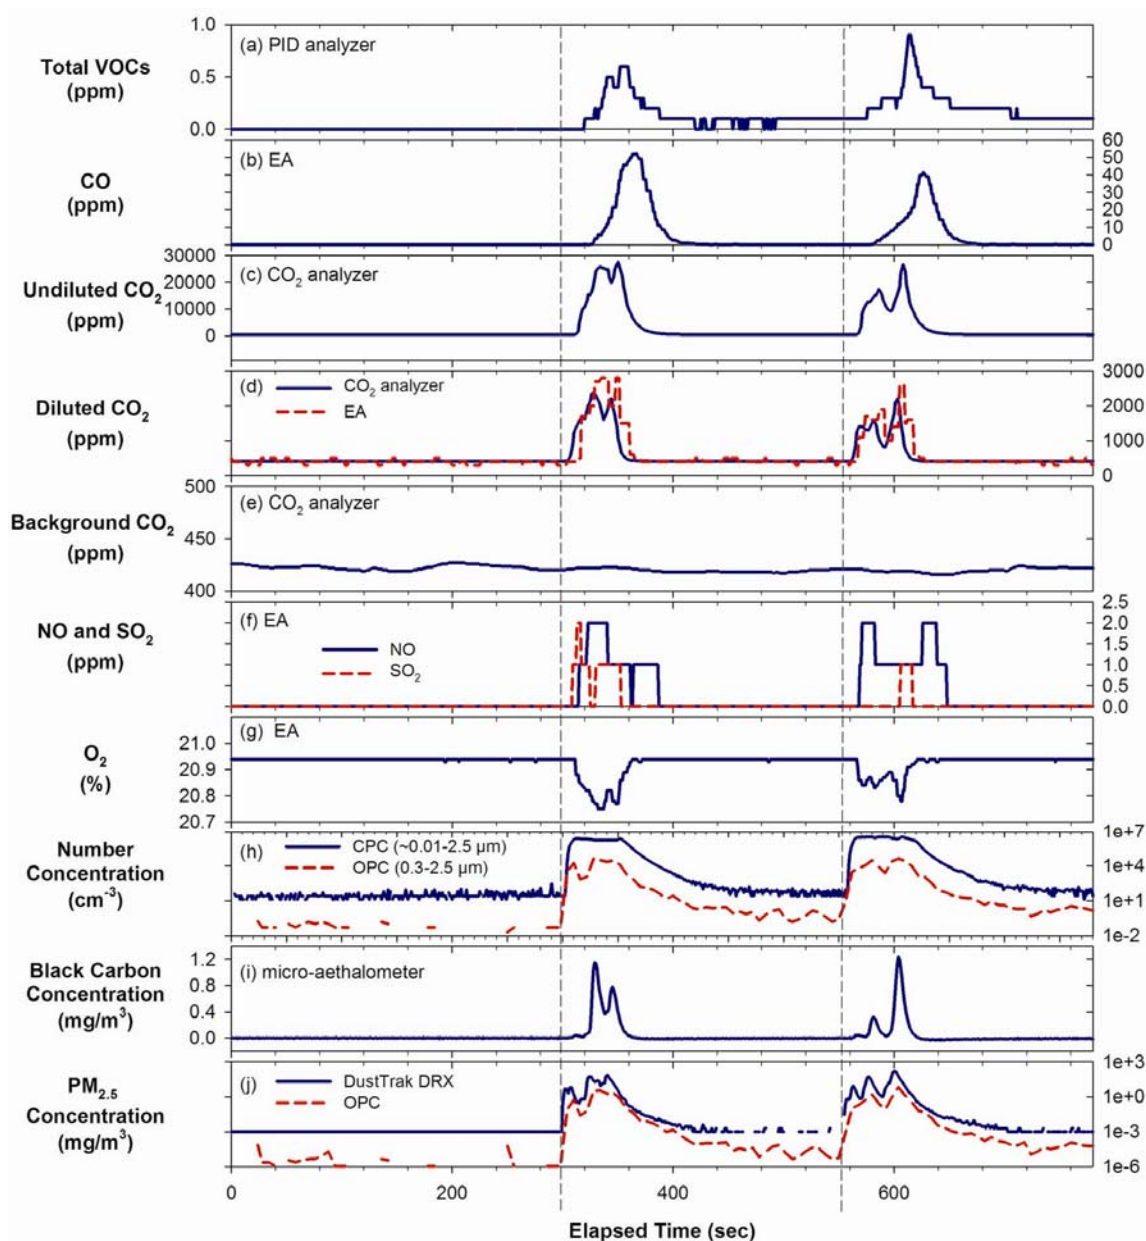 Total VOCs
(ppm)
1.0
0.5
0.0
(a) PID analyzer
CO
(ppm)
(b) EA
60
50
40
30
20
10
0
Undiluted CO₂
(ppm)
30000
20000
10000
0
(c) CO₂ analyzer
Diluted CO₂
(ppm)
(d)
CO₂ analyzer
EA
3000
2000
1000
0
Background CO₂
(ppm)
500
450
400
(e) CO₂ analyzer
NO and SO₂
(ppm)
(f) EA
NO
SO₂
2.5
2.0
1.5
1.0
0.5
0.0
O₂
(%)
21.0
20.9
20.8
20.7
(g) EA
Number
Concentration
(cm⁻³)
(h)
CPC (~0.01-2.5 µm)
OPC (0.3-2.5 µm)
1e+7
1e+4
1e+1
1e-2
Black Carbon
Concentration
(mg/m³)
1.2
0.8
0.4
0.0
(i) micro-aethalometer
PM₂.₅
Concentration
(mg/m³)
(j)
DustTrak DRX
OPC
1e+3
1e+0
1e-3
1e-6
0
200
400
600
Elapsed Time (sec)